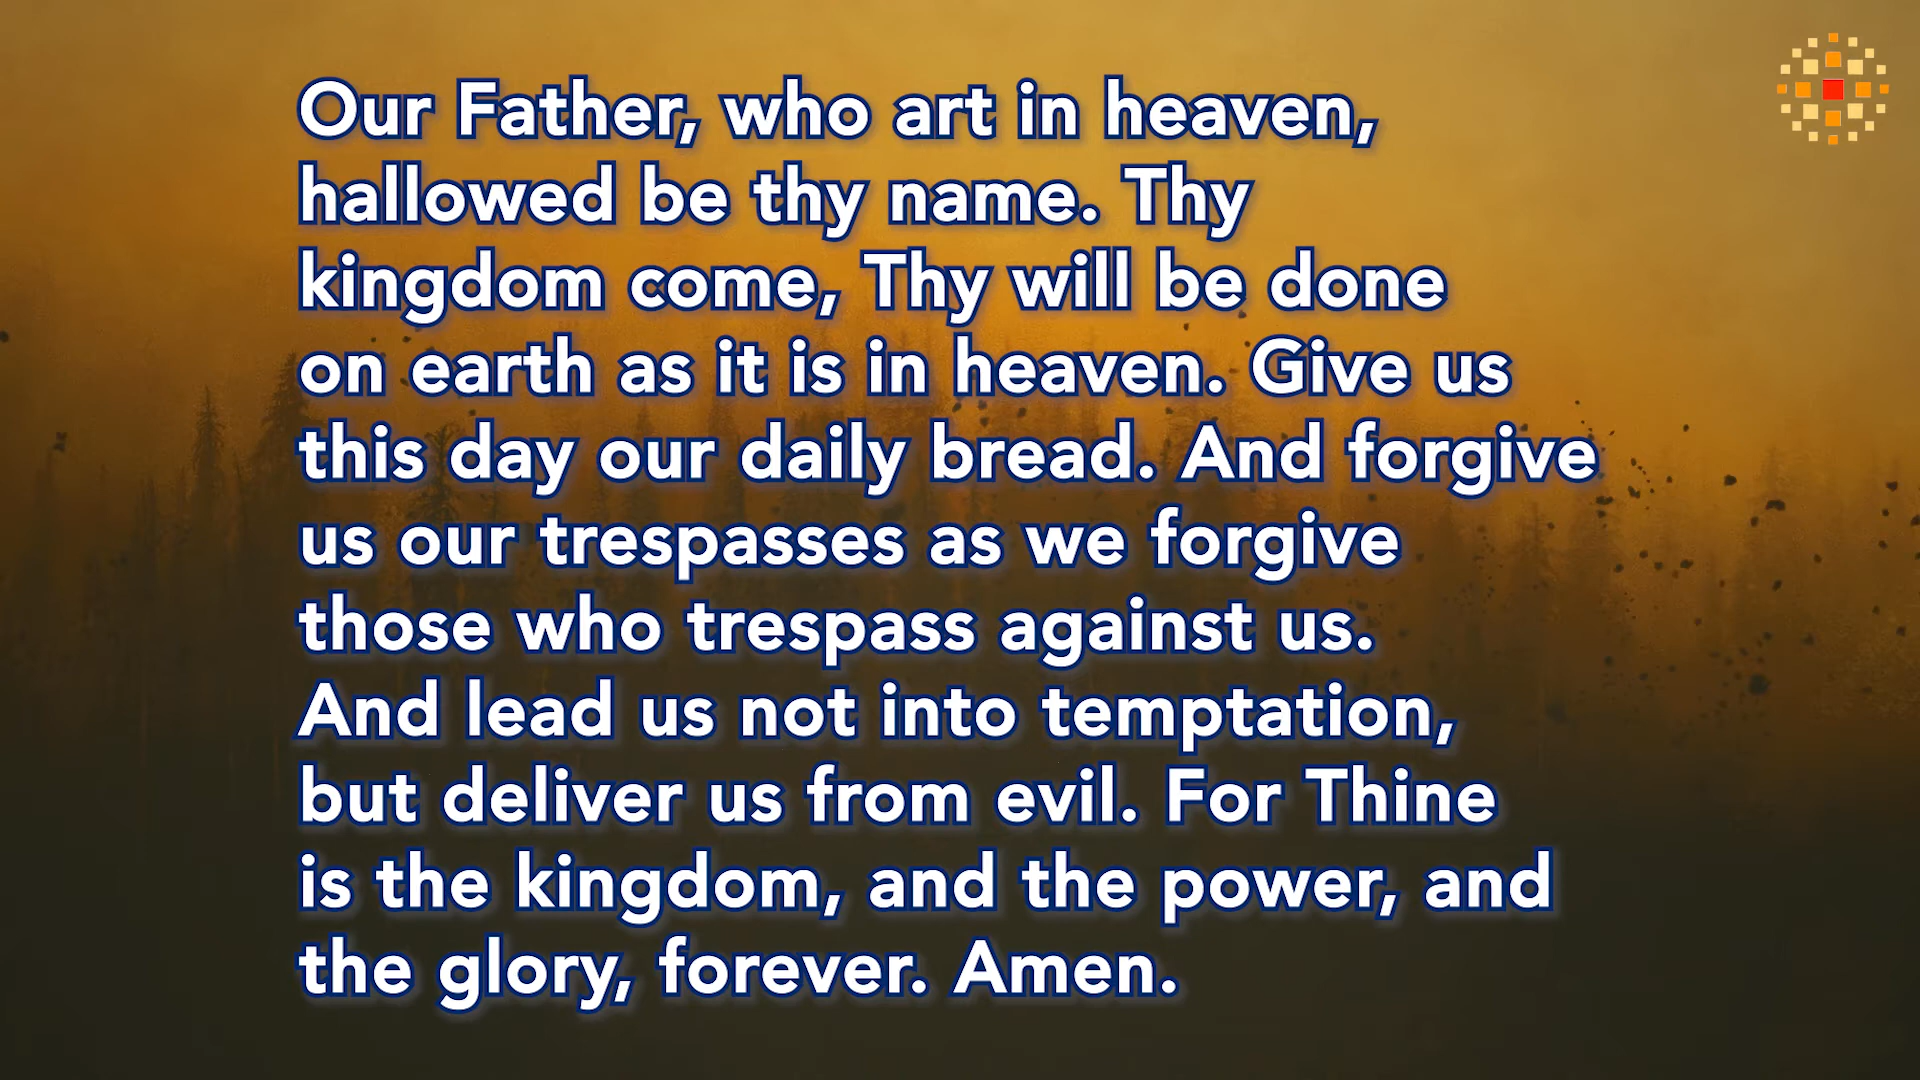 Our Father, who art in heaven,
hallowed be thy name. Thy
kingdom come, Thy will be done
on earth as it is in heaven. Give us
this day our daily bread. And forgive
us our trespasses as we forgive
those who trespass against us.
And lead us not into temptation,
but deliver us from evil. For Thine
is the kingdom, and the power, and
the glory, forever. Amen.